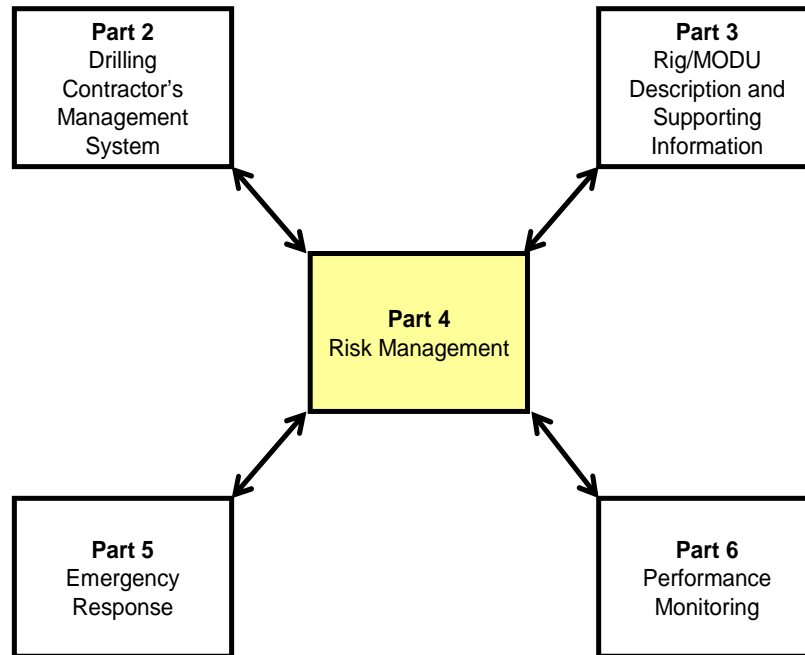 Part 2
Drilling
Contractor's
Management
System
Part 3
Rig/MODU
Description and
Supporting
Information
Part 4
Risk Management
Part 5
Emergency
Response
Part 6
Performance
Monitoring